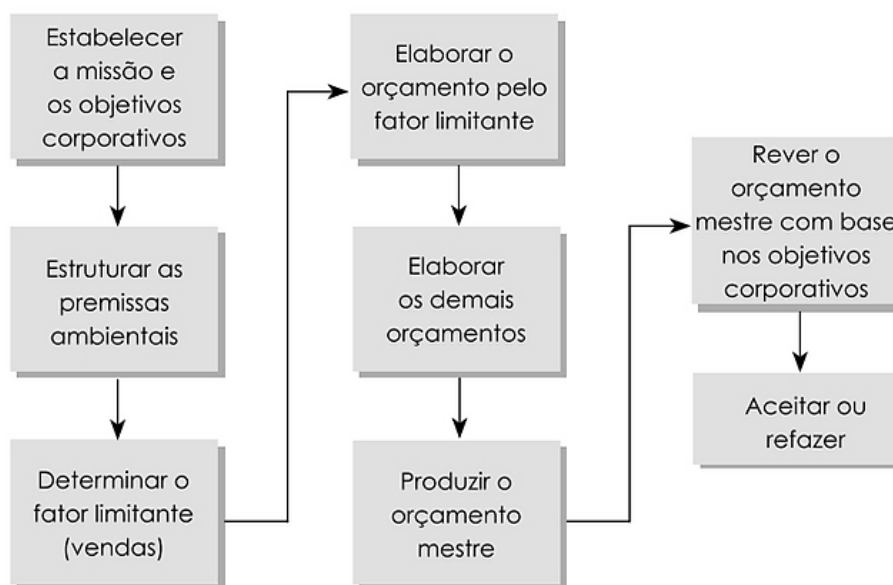 Estabelecer
a missão e
os objetivos
corporativos
Estruturar as
premissas
ambientais
Determinar o
fator limitante
(vendas)
Elaborar o
orçamento pelo
fator limitante
Elaborar
os demais
orçamentos
Produzir o
orçamento
mestre
Rever o
orçamento
mestre com base
nos objetivos
corporativos
Aceitar ou
refazer